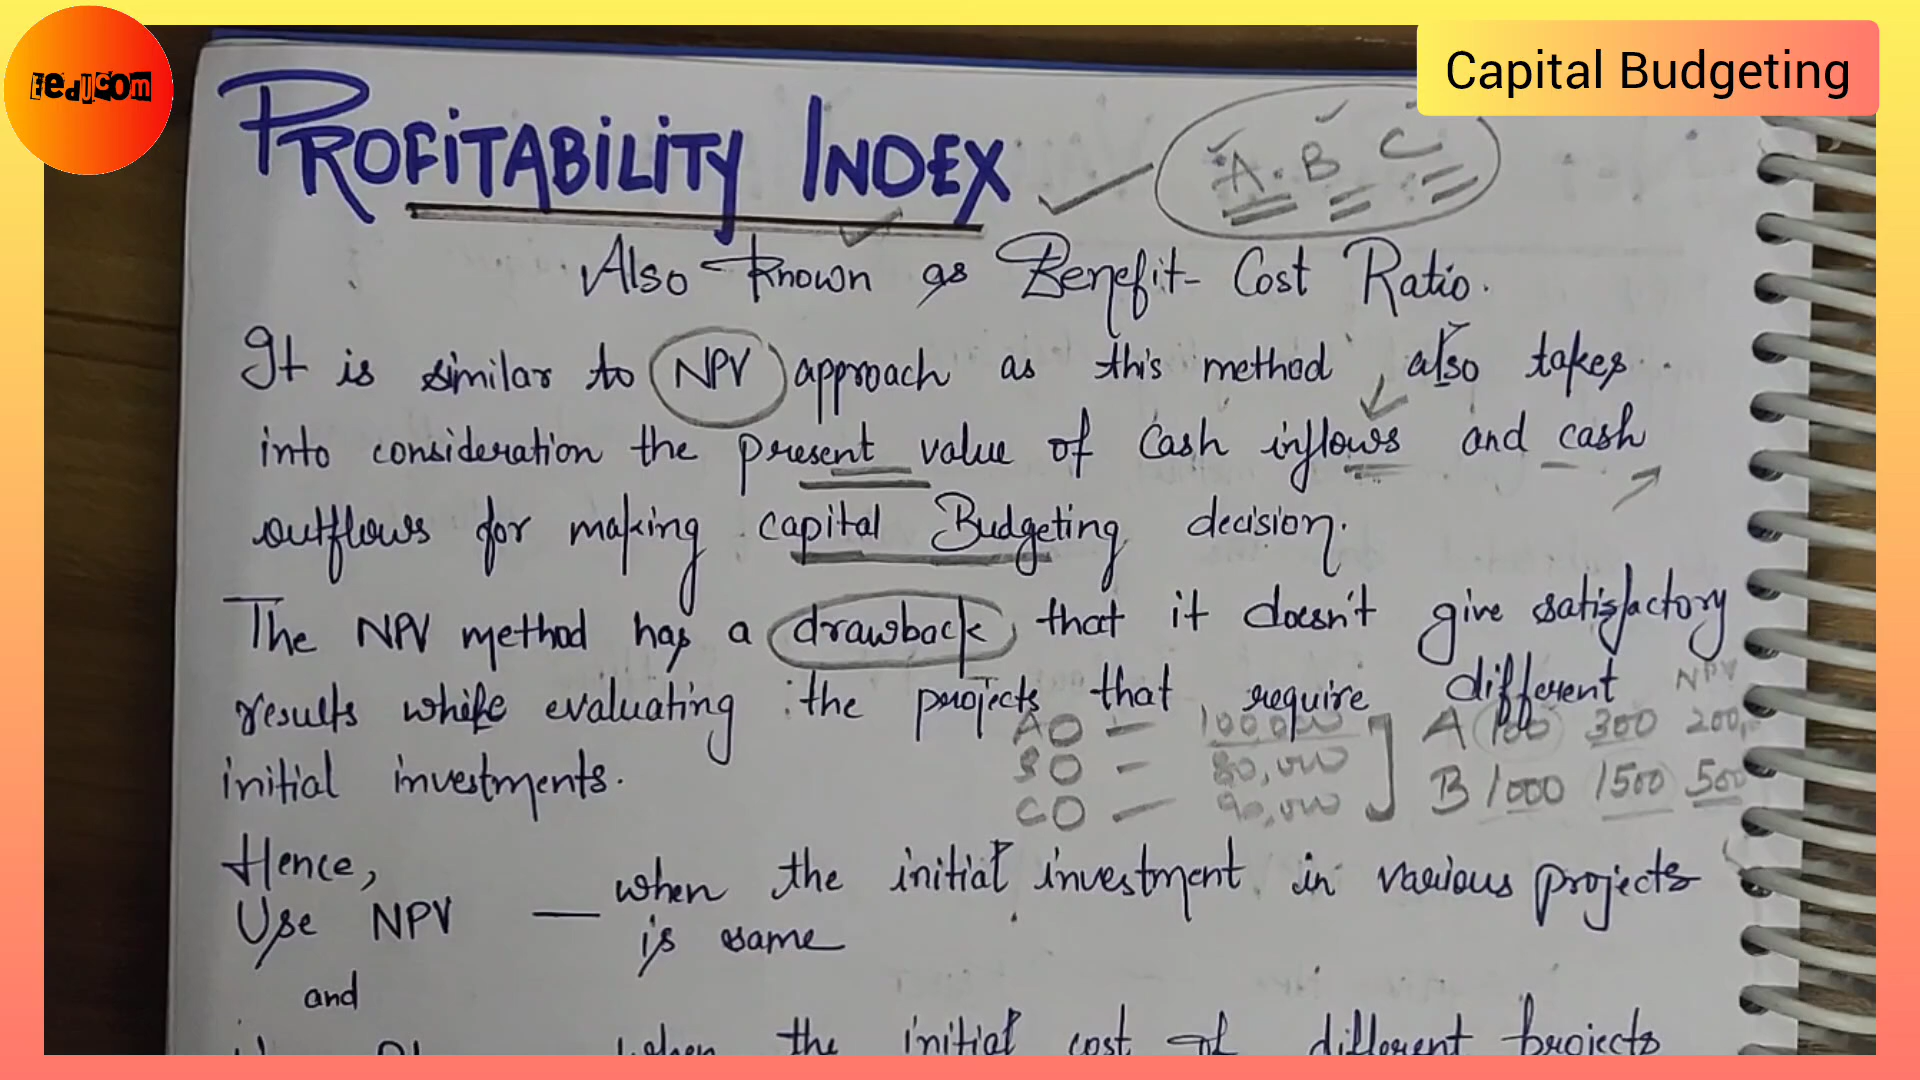 EedUcom
Capital Budgeting
PROFITABILITY INDEX
A. B C
Also known as Benefit- Cost Ratio.
It is similar to NPV approach as this method also takes
into consideration the present value of Cash inflows and cash
outflows for making capital Budgeting decision.
The NPV method has a drawback that it doesn't give satisfactory
results while evaluating the projects that require different
NPV
initial investments.
A 100 300 200
B 1000 1500 500
Hence,
Use NPV — when the initial investment in various projects
is same
and
when the initial cost of different projects